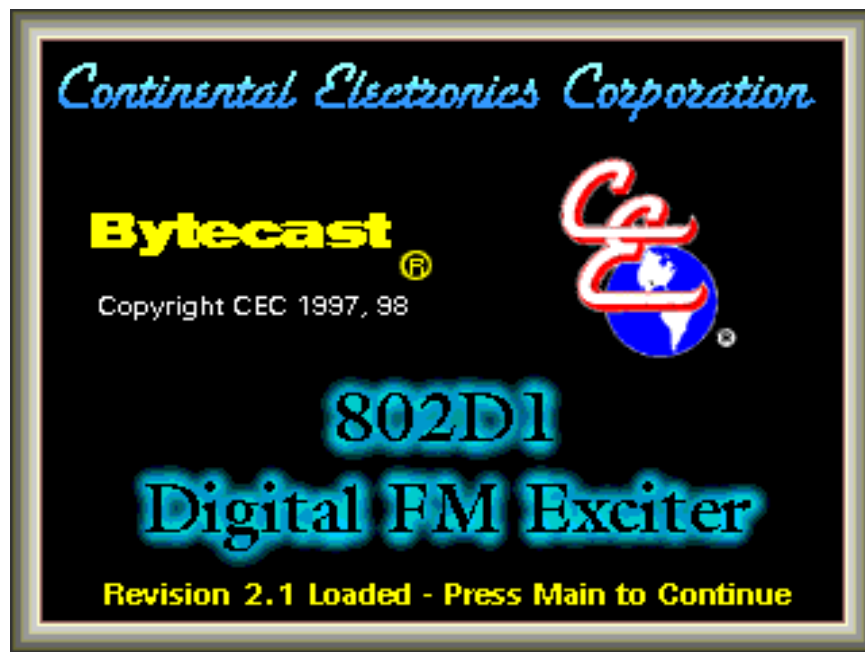 Continental Electronics Corporation
Bytecast
®
Copyright CEC 1997, 98
CE
®
802D1
Digital FM Exciter
Revision 2.1 Loaded - Press Main to Continue